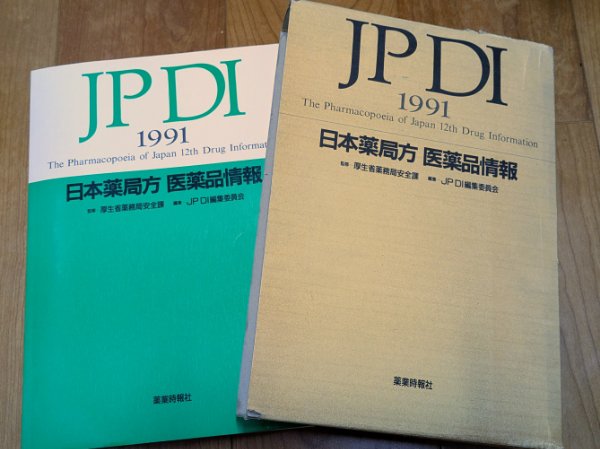 JP DI
1991
The Pharmacopoeia of Japan 12th Drug Informa
日本薬局方 医薬品情報
監修 厚生省薬務局安全課 編集 JP DI編集委員会
薬業時報社
JP DI
1991
The Pharmacopoeia of Japan 12th Drug Information
日本薬局方 医薬品情報
監修 厚生省薬務局安全課 編集 JP DI編集委員会
薬業時報社